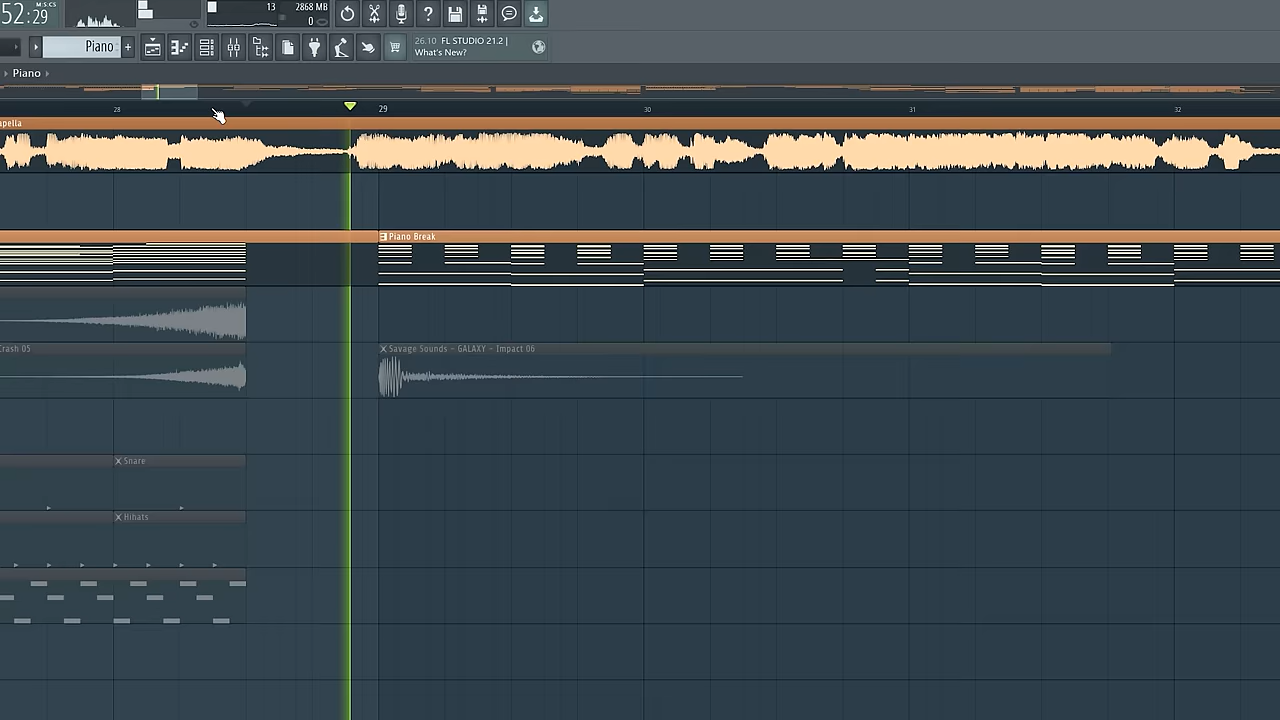 52:29
M:S:CS
13
2868 MB
0
Piano
26.10 FL STUDIO 21.2 |
What's New?
Piano
28
29
30
31
32
apella
Piano Break
Crash 05
Savage Sounds - GALAXY - Impact 06
Snare
Hihats